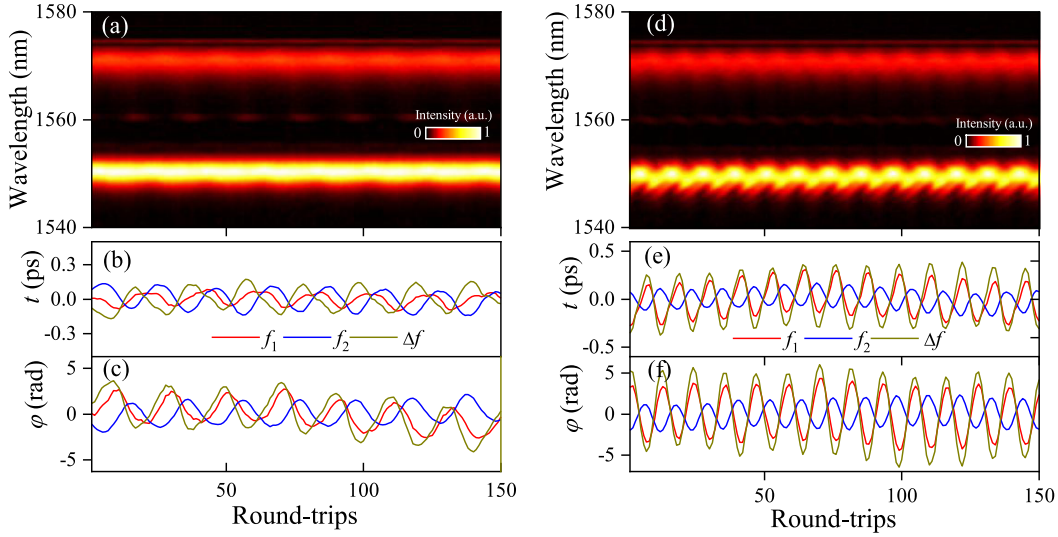 (a)
Wavelength (nm)
1580
1560
1540
Intensity (a.u.)
0 1
(b)
t (ps)
0.3
0.0
-0.3
f1 f2 Δf
(c)
φ (rad)
5
0
-5
50 100 150
Round-trips
(d)
Wavelength (nm)
1580
1560
1540
Intensity (a.u.)
0 1
(e)
t (ps)
0.5
0.0
-0.5
f1 f2 Δf
(f)
φ (rad)
5
0
-5
50 100 150
Round-trips